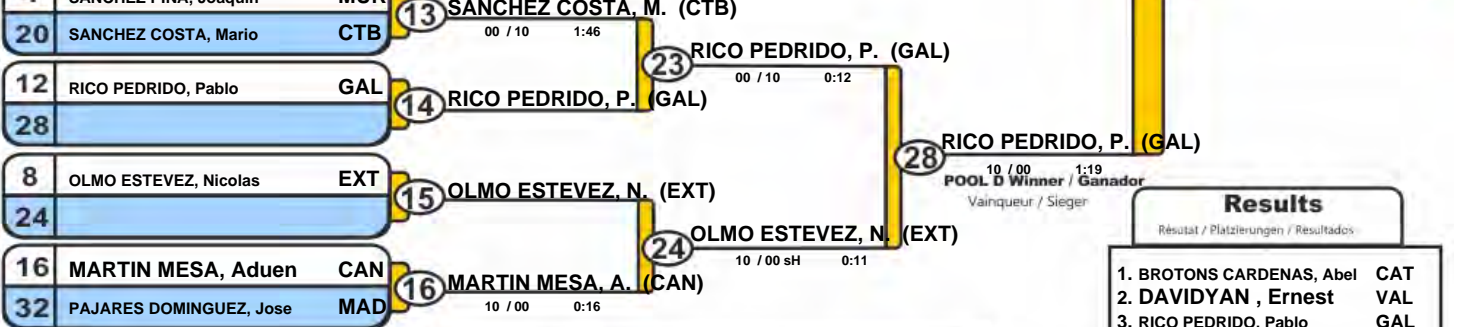 SANCHEZ PINA, Joaquin MUR
20 SANCHEZ COSTA, Mario CTB
13 SANCHEZ COSTA, M. (CTB)
00 / 10 1:46
12 RICO PEDRIDO, Pablo GAL
28
14 RICO PEDRIDO, P. (GAL)
23 RICO PEDRIDO, P. (GAL)
00 / 10 0:12
8 OLMO ESTEVEZ, Nicolas EXT
24
15 OLMO ESTEVEZ, N. (EXT)
16 MARTIN MESA, Aduen CAN
32 PAJARES DOMINGUEZ, Jose MAD
16 MARTIN MESA, A. (CAN)
10 / 00 0:16
24 OLMO ESTEVEZ, N. (EXT)
10 / 00 sH 0:11
28 RICO PEDRIDO, P. (GAL)
10 / 00 1:19
POOL D Winner / Ganador
Vainqueur / Sieger
Results
Résutat / Platzierungen / Resultados
1. BROTONS CARDENAS, Abel CAT
2. DAVIDYAN , Ernest VAL
3. RICO PEDRIDO, Pablo GAL